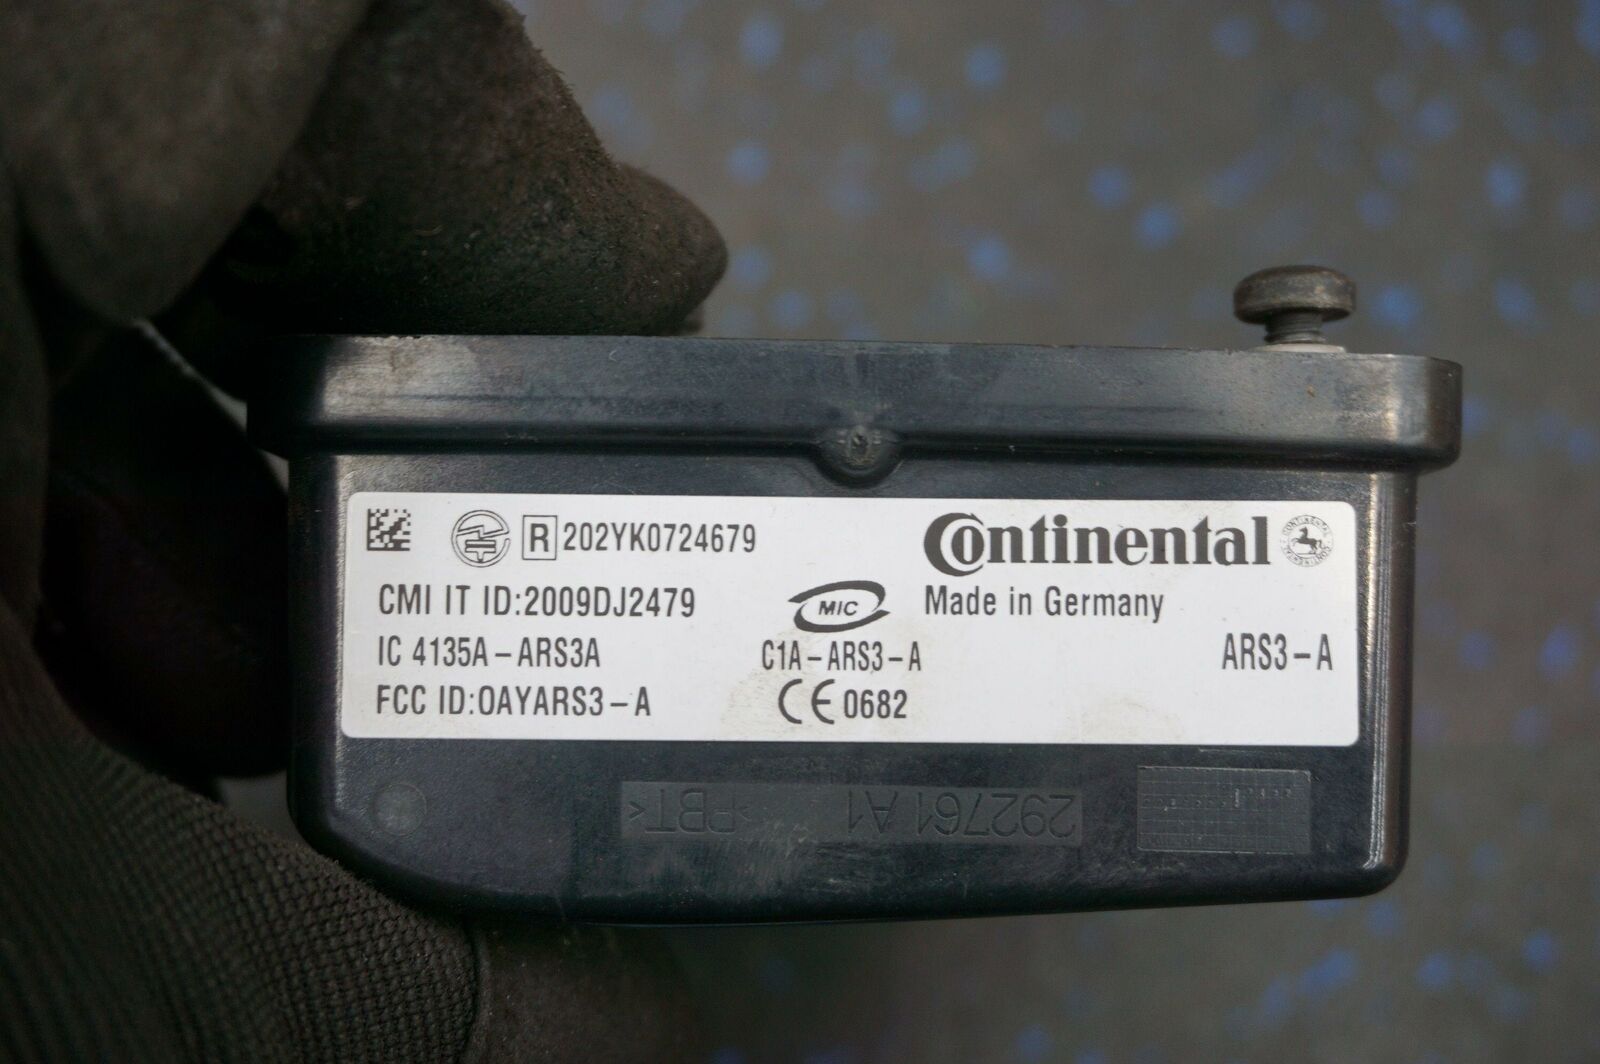 R 202YK0724679
Continental
CMI IT ID:2009DJ2479
MIC
Made in Germany
IC 4135A-ARS3A
C1A-ARS3-A
ARS3-A
FCC ID:OAYARS3-A
CE 0682
292761 A1 >PBT<